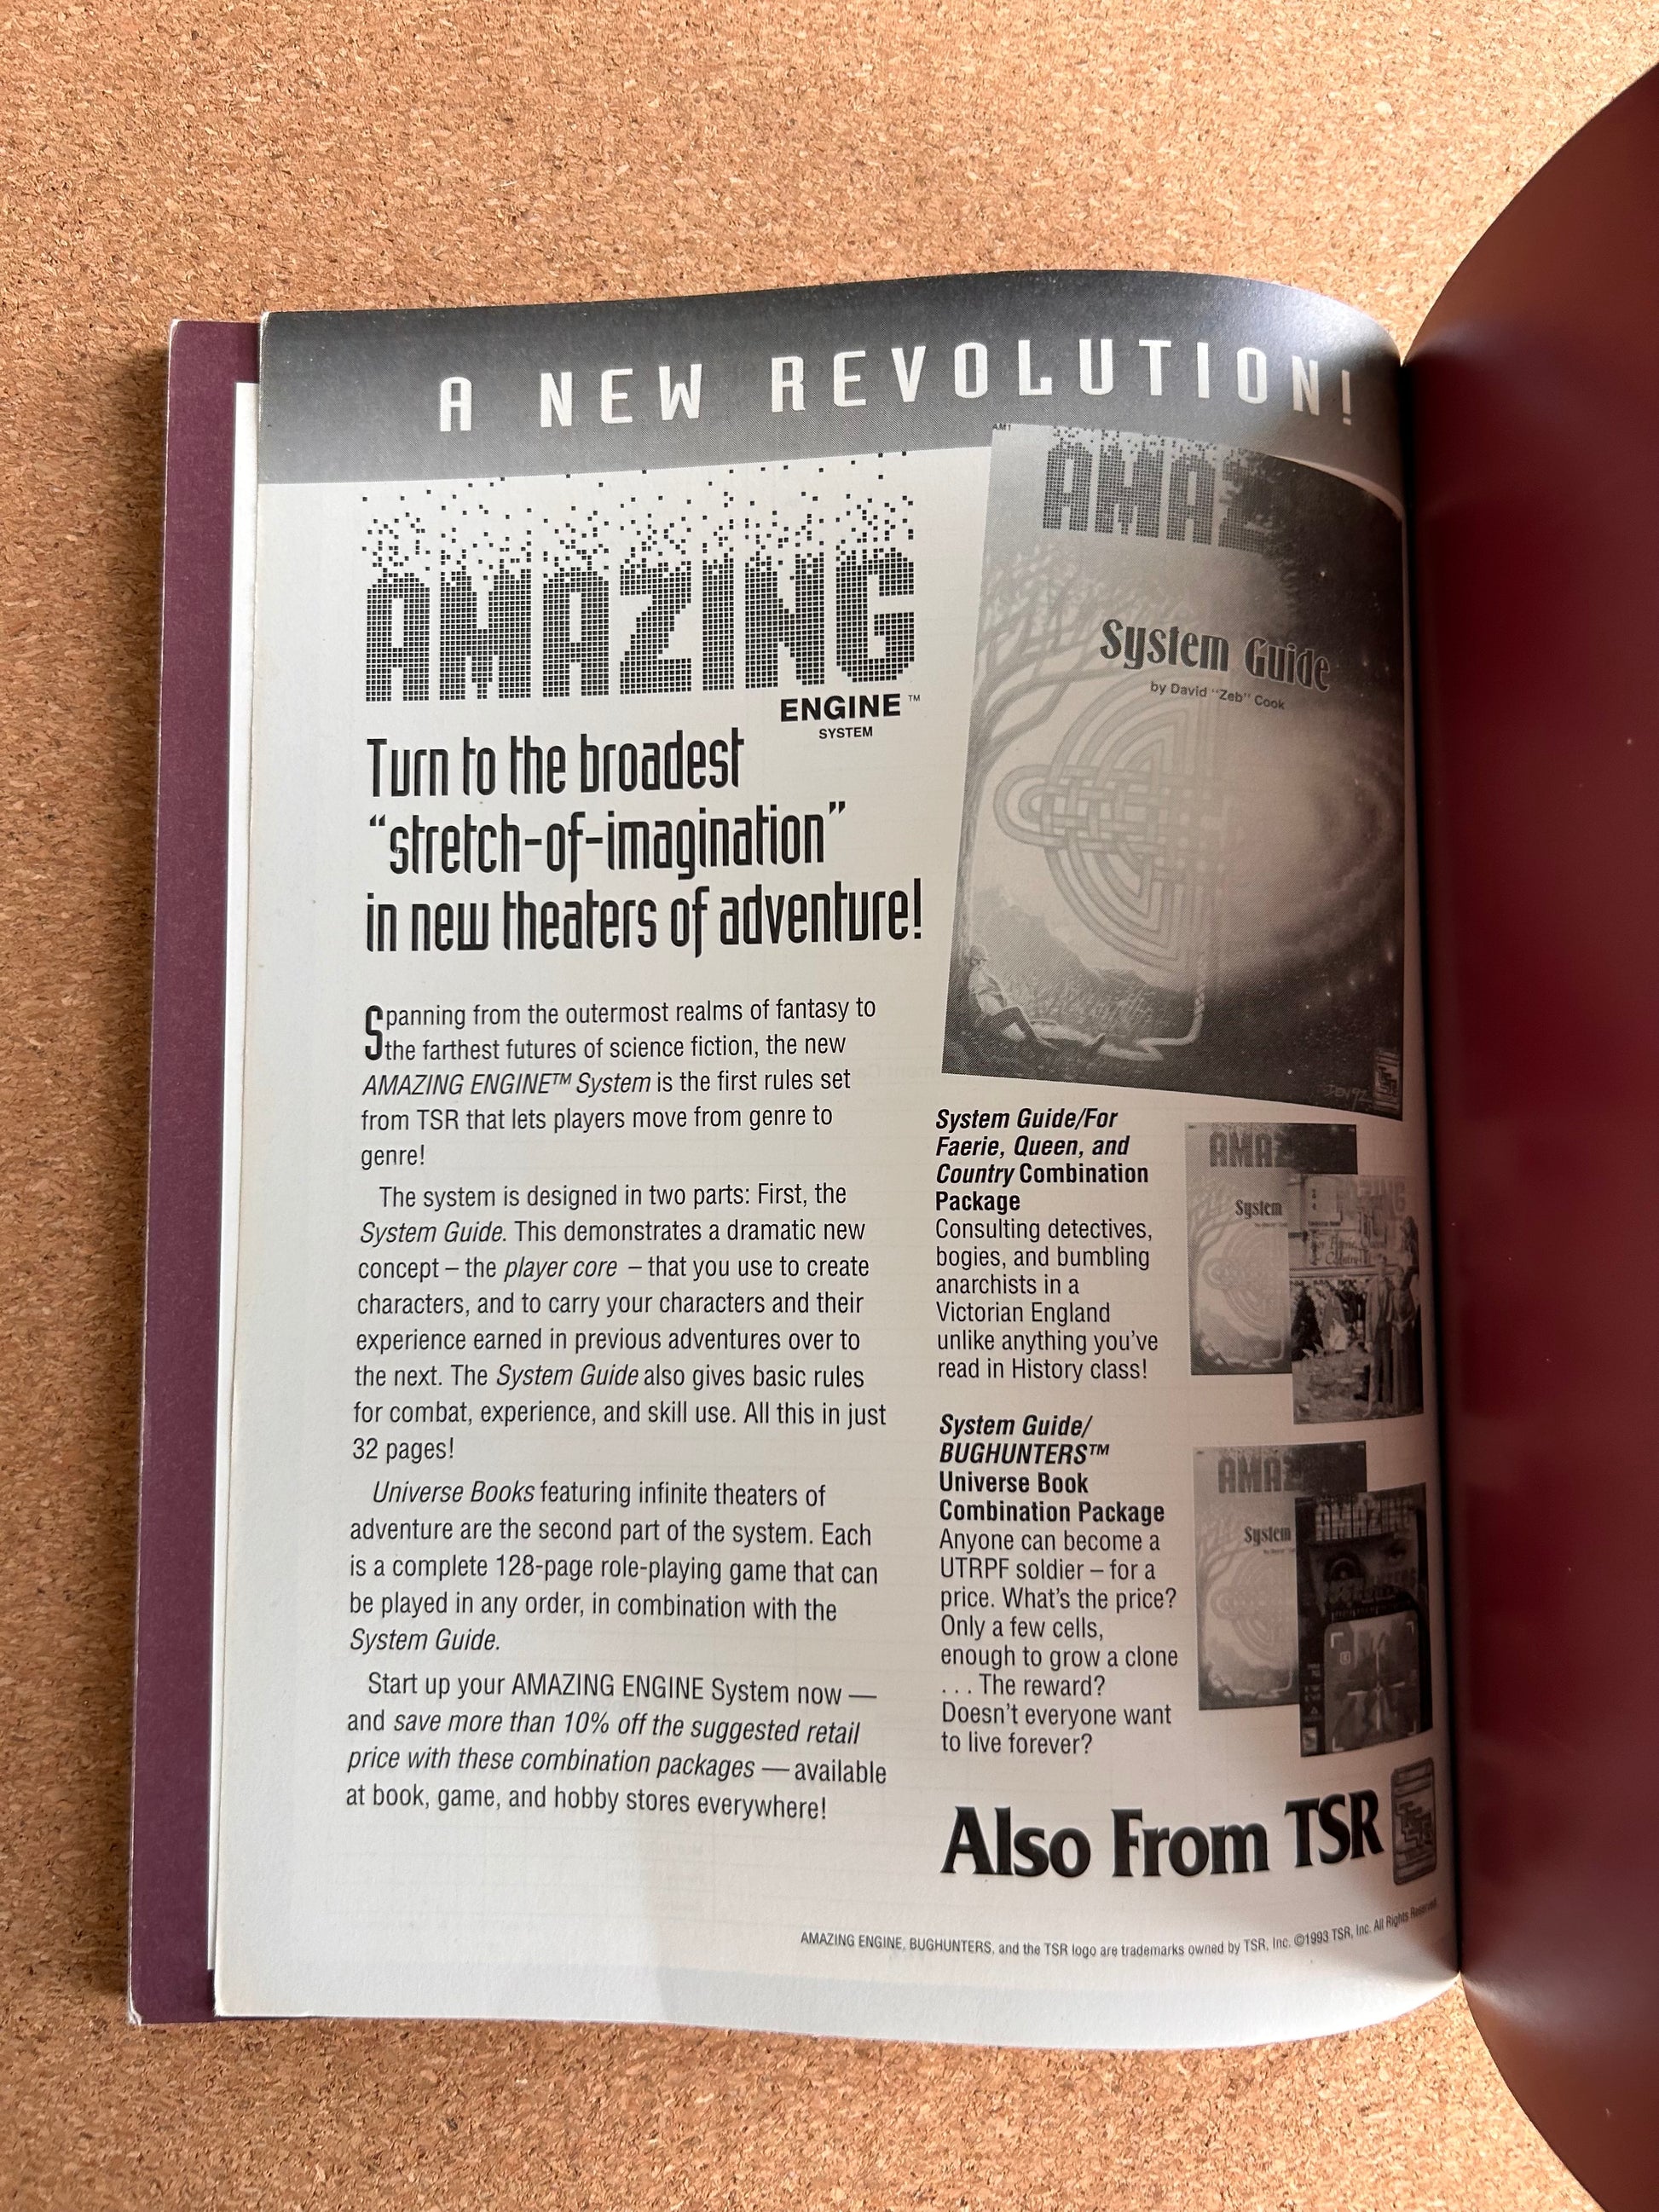 A NEW REVOLUTION!
AMAZING
ENGINE™
SYSTEM
Turn to the broadest
“stretch-of-imagination”
in new theaters of adventure!
Spanning from the outermost realms of fantasy to
the farthest futures of science fiction, the new
AMAZING ENGINE™ System is the first rules set
from TSR that lets players move from genre to
genre!
The system is designed in two parts: First, the
System Guide. This demonstrates a dramatic new
concept – the player core – that you use to create
characters, and to carry your characters and their
experience earned in previous adventures over to
the next. The System Guide also gives basic rules
for combat, experience, and skill use. All this in just
32 pages!
Universe Books featuring infinite theaters of
adventure are the second part of the system. Each
is a complete 128-page role-playing game that can
be played in any order, in combination with the
System Guide.
Start up your AMAZING ENGINE System now —
and save more than 10% off the suggested retail
price with these combination packages — available
at book, game, and hobby stores everywhere!
AM1
AMAZ
System Guide
by David "Zeb" Cook
System Guide/For
Faerie, Queen, and
Country Combination
Package
Consulting detectives,
bogies, and bumbling
anarchists in a
Victorian England
unlike anything you’ve
read in History class!
AMAZ
System
System Guide/
BUGHUNTERS™
Universe Book
Combination Package
Anyone can become a
UTRPF soldier – for a
price. What’s the price?
Only a few cells,
enough to grow a clone
. . . The reward?
Doesn’t everyone want
to live forever?
AMAZ
System
AMAZING
Also From TSR
AMAZING ENGINE, BUGHUNTERS, and the TSR logo are trademarks owned by TSR, Inc. ©1993 TSR, Inc. All Rights Reserved.